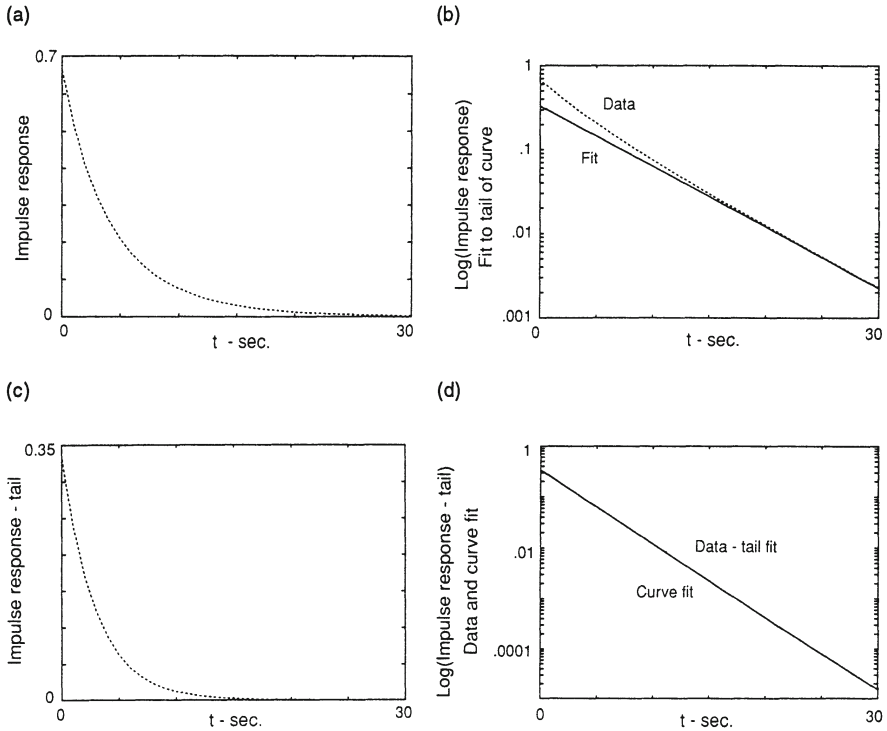 (a)
0.7
Impulse response
0
0
30
t - sec.
(b)
1
.1
.01
.001
Log(Impulse response)
Fit to tail of curve
Data
Fit
0
30
t - sec.
(c)
0.35
Impulse response - tail
0
0
30
t - sec.
(d)
1
.01
.0001
Log(Impulse response - tail)
Data and curve fit
Data - tail fit
Curve fit
0
30
t - sec.